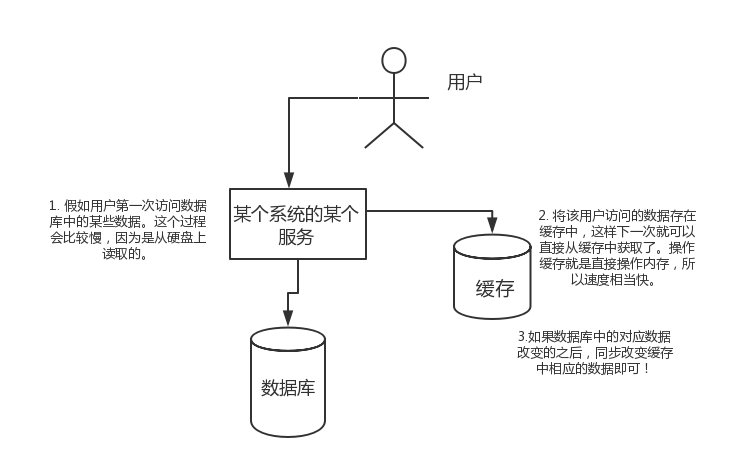 用户
1. 假如用户第一次访问数据
库中的某些数据。这个过程
会比较慢，因为是从硬盘上
读取的。
某个系统的某个
服务
2. 将该用户访问的数据存在
缓存中，这样下一次就可以
直接从缓存中获取了。操作
缓存就是直接操作内存，所
以速度相当快。
缓存
3.如果数据库中的对应数据
改变的之后，同步改变缓存
中相应的数据即可！
数据库